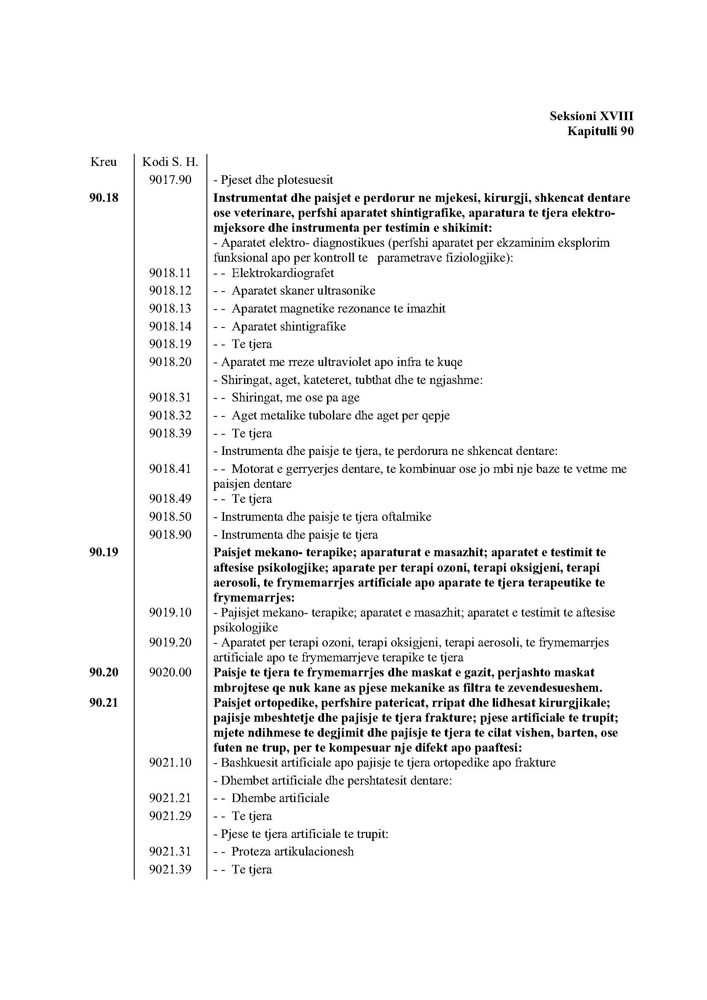 Seksioni XVIII
Kapitulli 90
Kreu Kodi S. H.
9017.90 - Pjeset dhe plotesuesit
90.18 Instrumentat dhe paisjet e perdorur ne mjekesi, kirurgji, shkencat dentare
ose veterinare, perfshi aparatet shintigrafike, aparatura te tjera elektro-
mjeksore dhe instrumenta per testimin e shikimit:
- Aparatet elektro- diagnostikues (perfshi aparatet per ekzaminim eksplorim
funksional apo per kontroll te parametrave fiziologjike):
9018.11 - - Elektrokardiografet
9018.12 - - Aparatet skaner ultrasonike
9018.13 - - Aparatet magnetike rezonance te imazhit
9018.14 - - Aparatet shintigrafike
9018.19 - - Te tjera
9018.20 - Aparatet me rreze ultraviolet apo infra te kuqe
- Shiringat, aget, kateteret, tubthat dhe te ngjashme:
9018.31 - - Shiringat, me ose pa age
9018.32 - - Aget metalike tubolare dhe aget per qepje
9018.39 - - Te tjera
- Instrumenta dhe paisje te tjera, te perdorura ne shkencat dentare:
9018.41 - - Motorat e gerryerjes dentare, te kombinuar ose jo mbi nje baze te vetme me
paisjen dentare
9018.49 - - Te tjera
9018.50 - Instrumenta dhe paisje te tjera oftalmike
9018.90 - Instrumenta dhe paisje te tjera
90.19 Paisjet mekano- terapike; aparaturat e masazhit; aparatet e testimit te
aftesise psikologjike; aparate per terapi ozoni, terapi oksigjeni, terapi
aerosoli, te frymemarrjes artificiale apo aparate te tjera terapeutike te
frymemarrjes:
9019.10 - Pajisjet mekano- terapike; aparatet e masazhit; aparatet e testimit te aftesise
psikologjike
9019.20 - Aparatet per terapi ozoni, terapi oksigjeni, terapi aerosoli, te frymemarrjes
artificiale apo te frymemarrjeve terapike te tjera
90.20 9020.00 Paisje te tjera te frymemarrjes dhe maskat e gazit, perjashto maskat
mbrojtese qe nuk kane as pjese mekanike as filtra te zevendesueshem.
90.21 Paisjet ortopedike, perfshire patericat, rripat dhe lidhesat kirurgjikale;
pajisje mbeshtetje dhe pajisje te tjera frakture; pjese artificiale te trupit;
mjete ndihmese te degjimit dhe pajisje te tjera te cilat vishen, barten, ose
futen ne trup, per te kompesuar nje difekt apo paaftesi:
9021.10 - Bashkuesit artificiale apo pajisje te tjera ortopedike apo frakture
- Dhembet artificiale dhe pershtatesit dentare:
9021.21 - - Dhembe artificiale
9021.29 - - Te tjera
- Pjese te tjera artificiale te trupit:
9021.31 - - Proteza artikulacionesh
9021.39 - - Te tjera